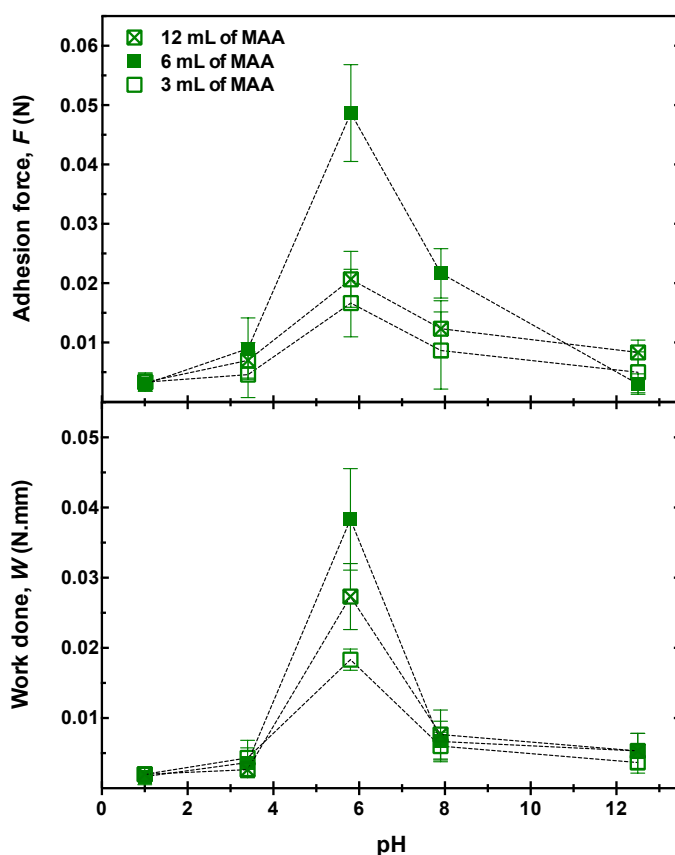 0.06
12 mL of MAA
6 mL of MAA
0.05
3 mL of MAA
0.04
0.03
0.02
0.01
Adhesion force, F (N)
0.05
0.04
0.03
0.02
0.01
Work done, W (N.mm)
0 2 4 6 8 10 12
pH